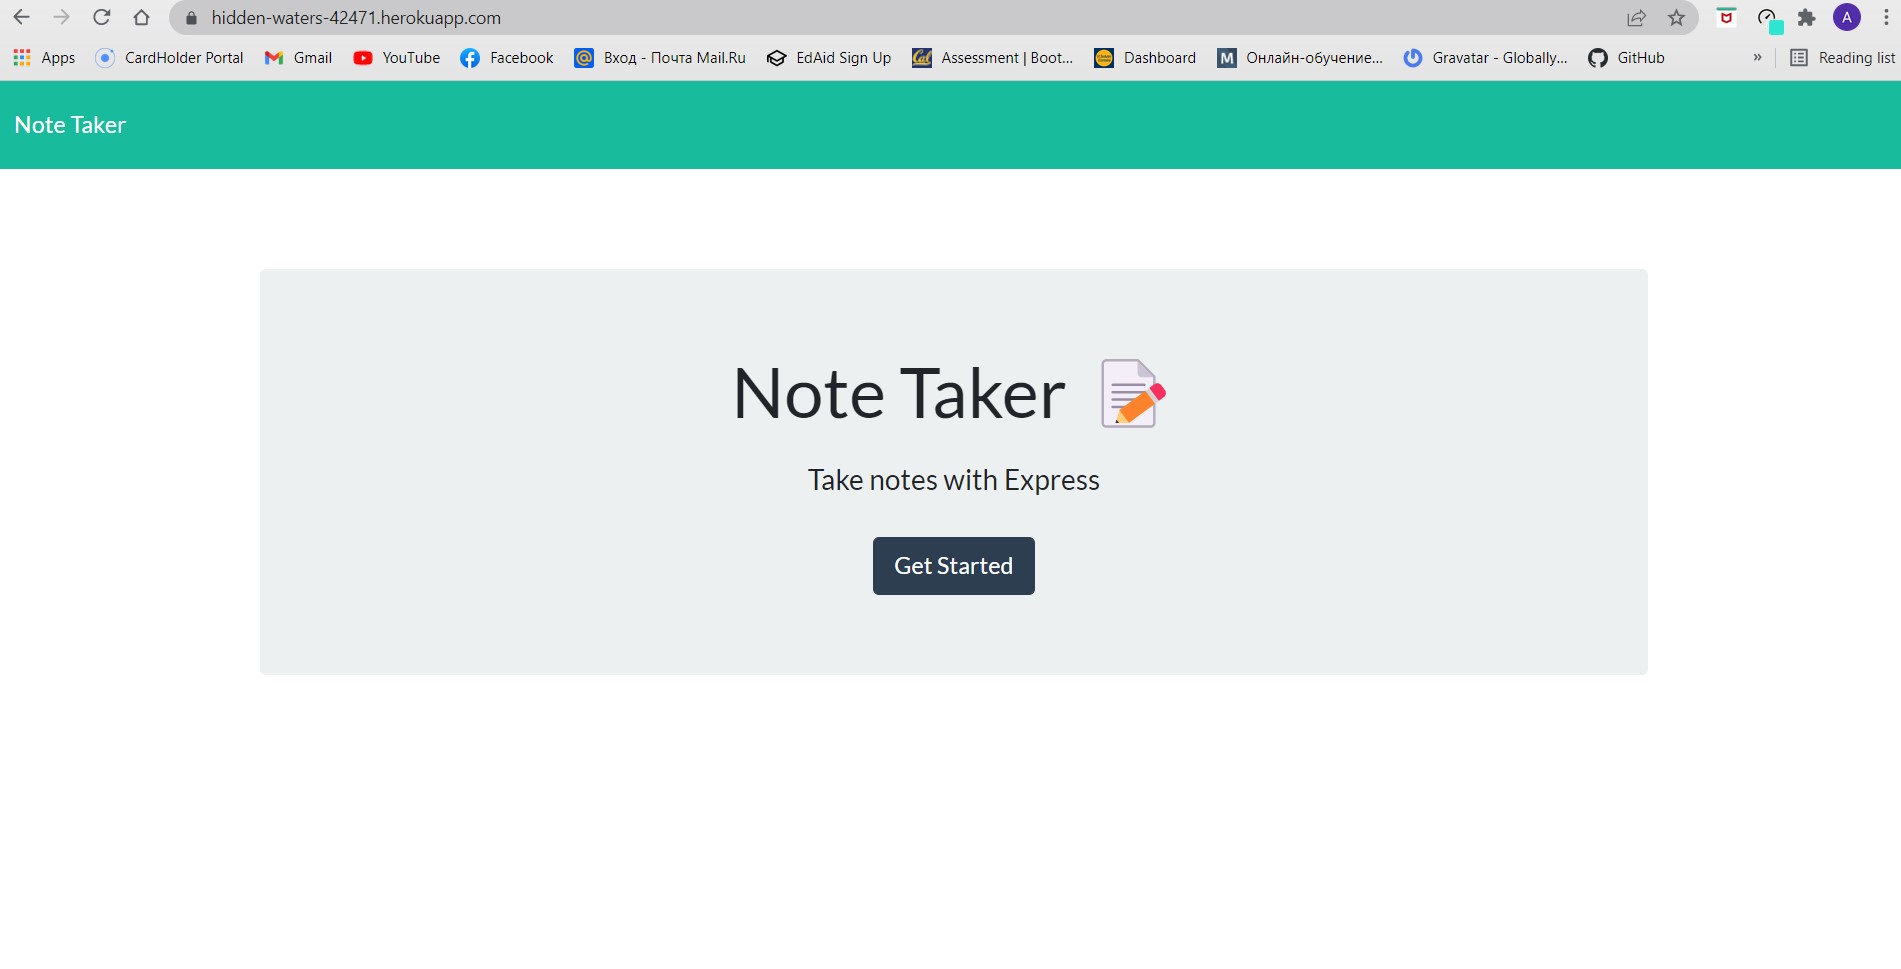 hidden-waters-42471.herokuapp.com A
Apps CardHolder Portal Gmail YouTube Facebook Вход - Почта Mail.Ru EdAid Sign Up Cal Assessment | Boot... Dashboard M Онлайн-обучение... Gravatar - Globally... GitHub » Reading list
Note Taker
Note Taker
Take notes with Express
Get Started